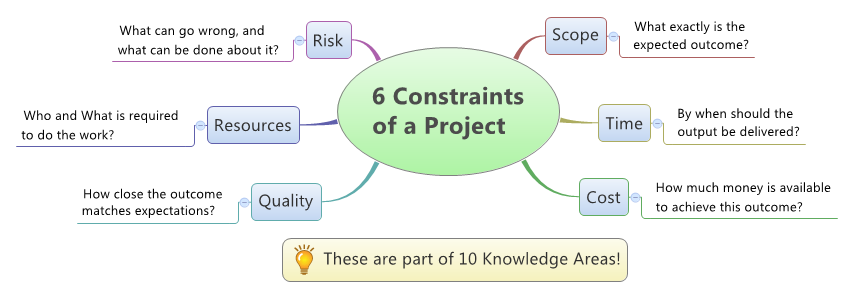 6 Constraints
of a Project
Scope
What exactly is the
expected outcome?
Time
By when should the
output be delivered?
Cost
How much money is available
to achieve this outcome?
Risk
What can go wrong, and
what can be done about it?
Resources
Who and What is required
to do the work?
Quality
How close the outcome
matches expectations?
These are part of 10 Knowledge Areas!